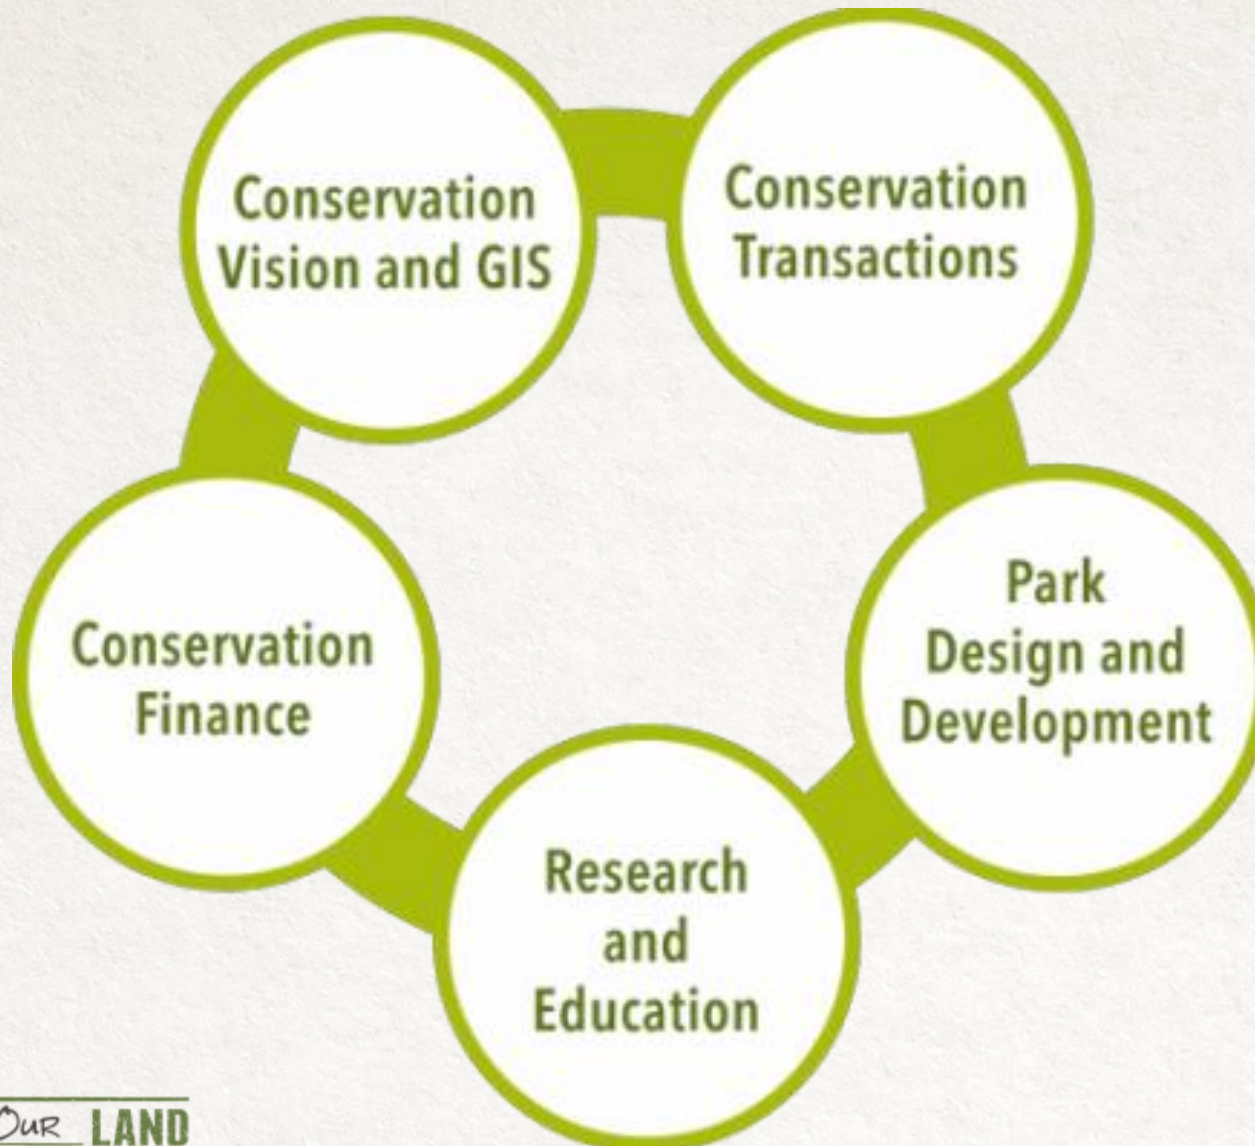 Conservation
Vision and GIS
Conservation
Transactions
Park
Design and
Development
Conservation
Finance
Research
and
Education
OUR LAND